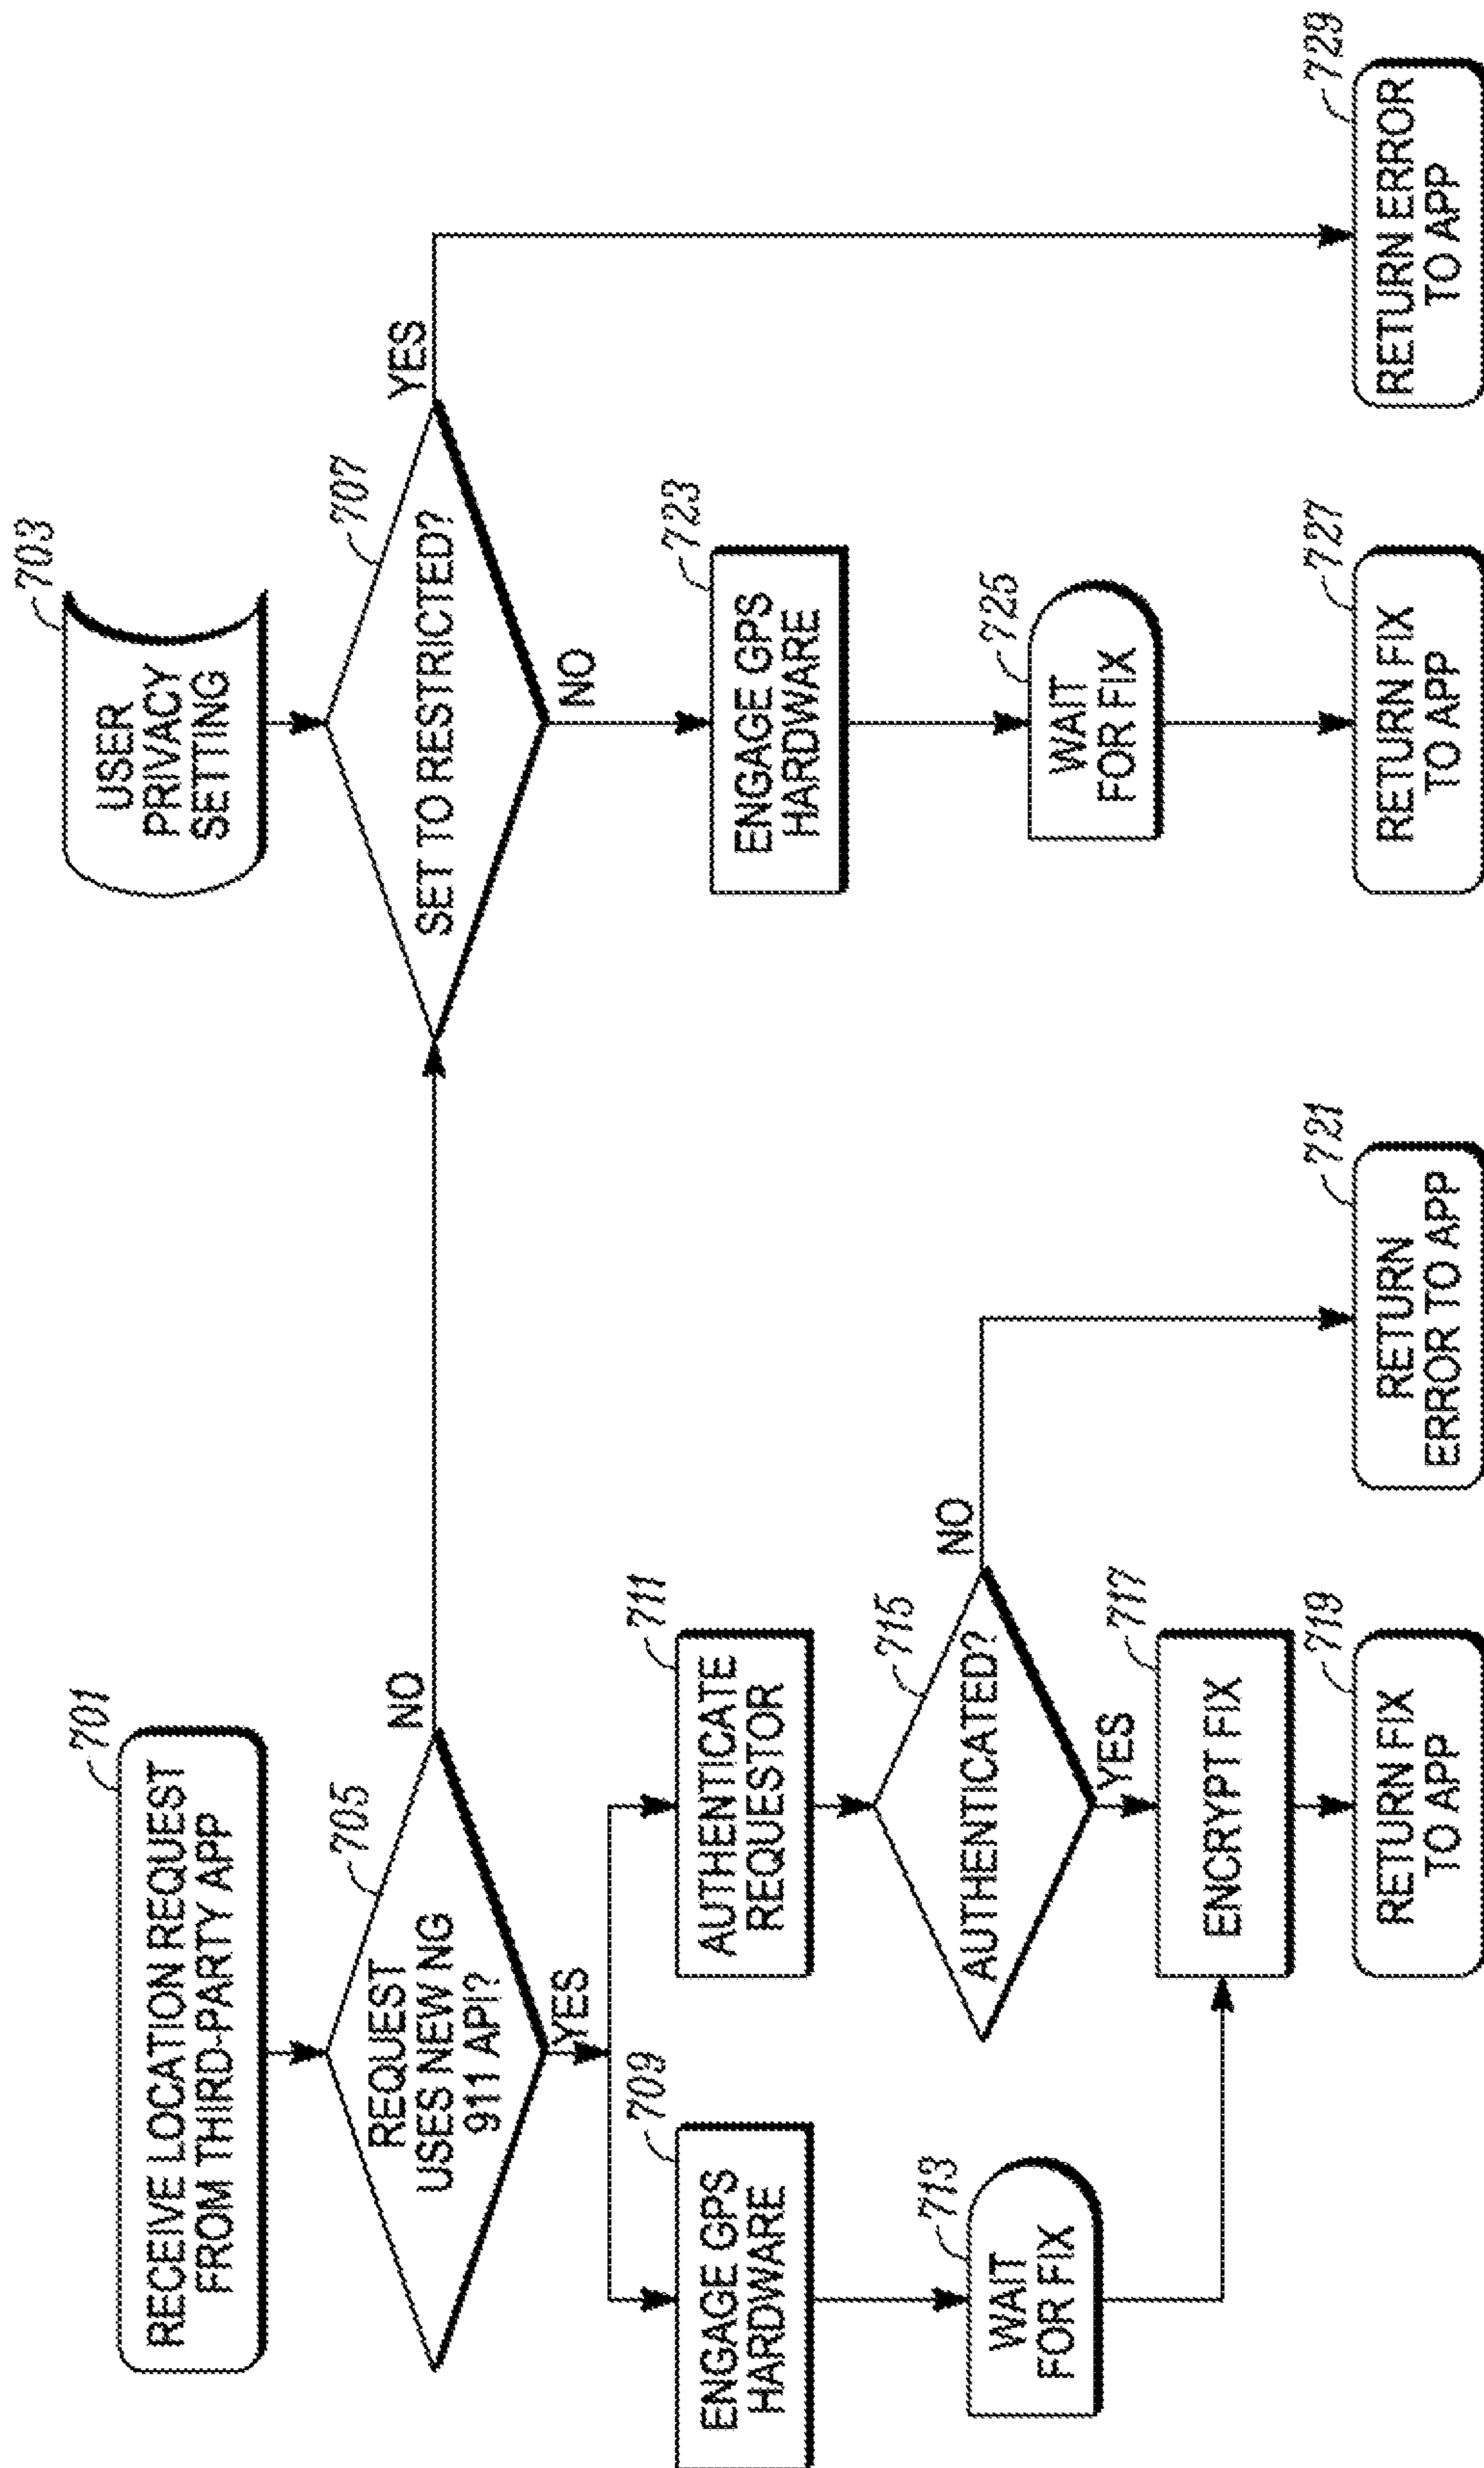 701
RECEIVE LOCATION REQUEST
FROM THIRD-PARTY APP
703
USER
PRIVACY
SETTING
705
REQUEST
USES NEW NG
911 API?
NO
YES
707
SET TO RESTRICTED?
YES
NO
709
ENGAGE GPS
HARDWARE
711
AUTHENTICATE
REQUESTOR
723
ENGAGE GPS
HARDWARE
713
WAIT
FOR FIX
715
AUTHENTICATED?
NO
YES
725
WAIT
FOR FIX
717
ENCRYPT FIX
719
RETURN FIX
TO APP
721
RETURN
ERROR TO APP
727
RETURN FIX
TO APP
729
RETURN ERROR
TO APP